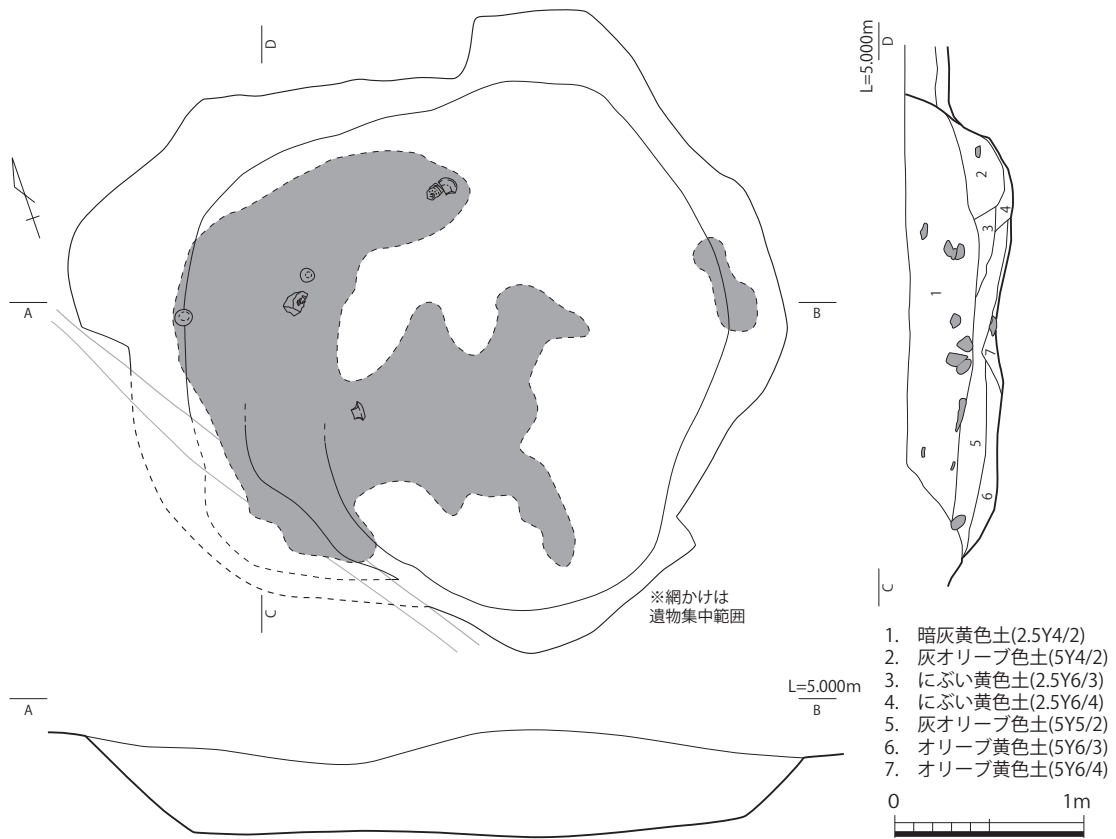 D
L=5.000m
D
2
4
3
1
A
B
7
5
6
C
C
※網かけは
遺物集中範囲
L=5.000m
A
B
1. 暗灰黄色土(2.5Y4/2)
2. 灰オリーブ色土(5Y4/2)
3. にぶい黄色土(2.5Y6/3)
4. にぶい黄色土(2.5Y6/4)
5. 灰オリーブ色土(5Y5/2)
6. オリーブ黄色土(5Y6/3)
7. オリーブ黄色土(5Y6/4)
0 1m